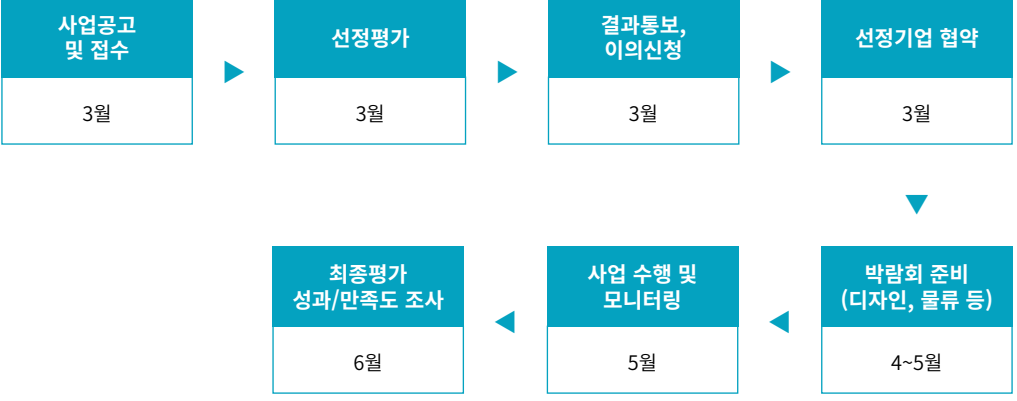 사업공고
및 접수
3월
선정평가
3월
결과통보,
이의신청
3월
선정기업 협약
3월
박람회 준비
(디자인, 물류 등)
4~5월
사업 수행 및
모니터링
5월
최종평가
성과/만족도 조사
6월